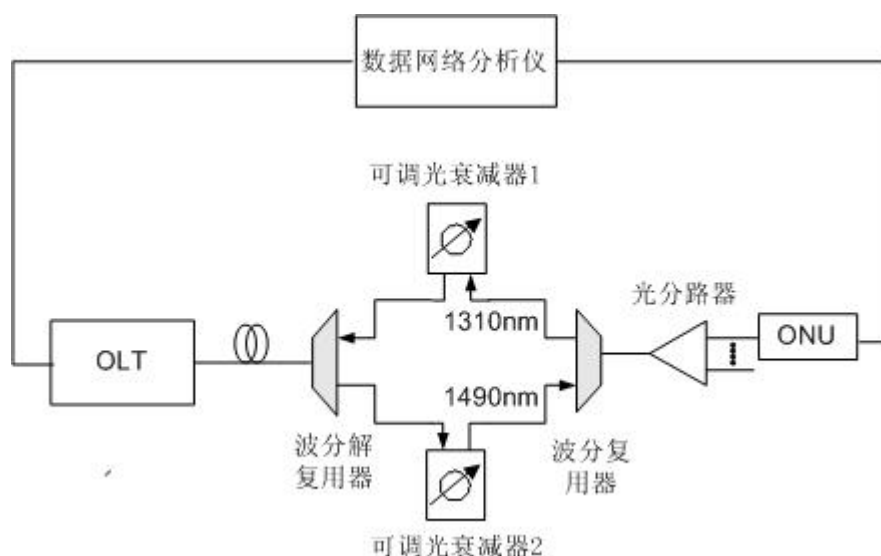 数据网络分析仪
可调光衰减器1
光分路器
1310nm
OLT
ONU
1490nm
波分解
复用器
波分复
用器
可调光衰减器2